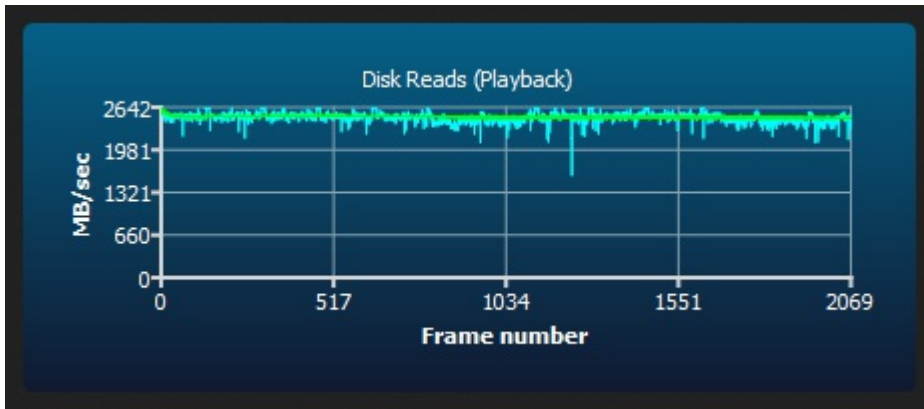 Disk Reads (Playback)
2642
1981
1321
660
0
MB/sec
0 517 1034 1551 2069
Frame number